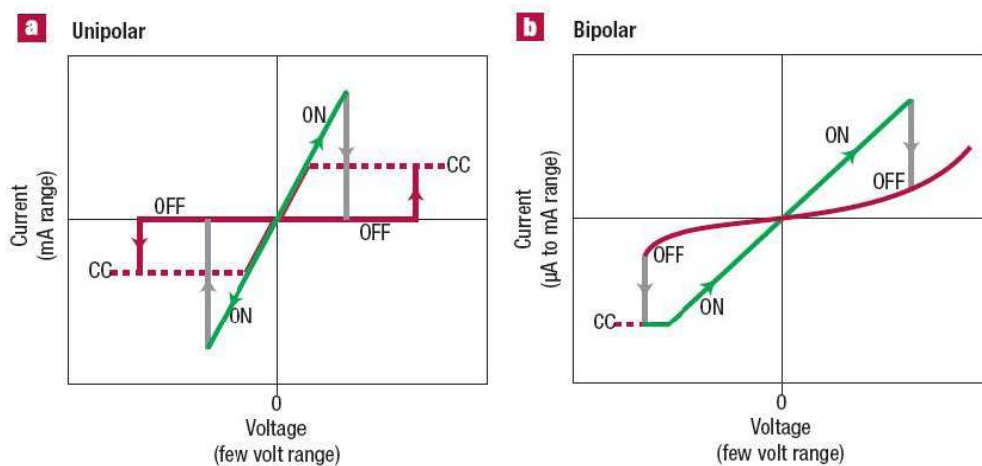 a Unipolar
Current
(mA range)
ON
CC
OFF
OFF
CC
ON
0
Voltage
(few volt range)
b Bipolar
Current
(µA to mA range)
ON
OFF
OFF
ON
CC
0
Voltage
(few volt range)